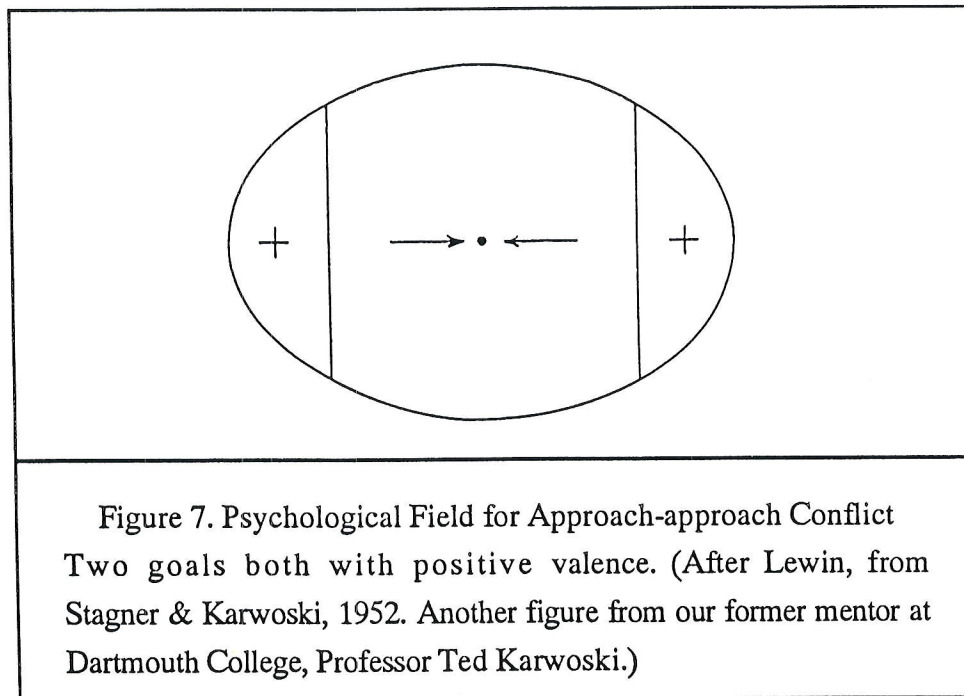 +
+
Figure 7. Psychological Field for Approach-approach Conflict
Two goals both with positive valence. (After Lewin, from
Stagner & Karwoski, 1952. Another figure from our former mentor at
Dartmouth College, Professor Ted Karwoski.)